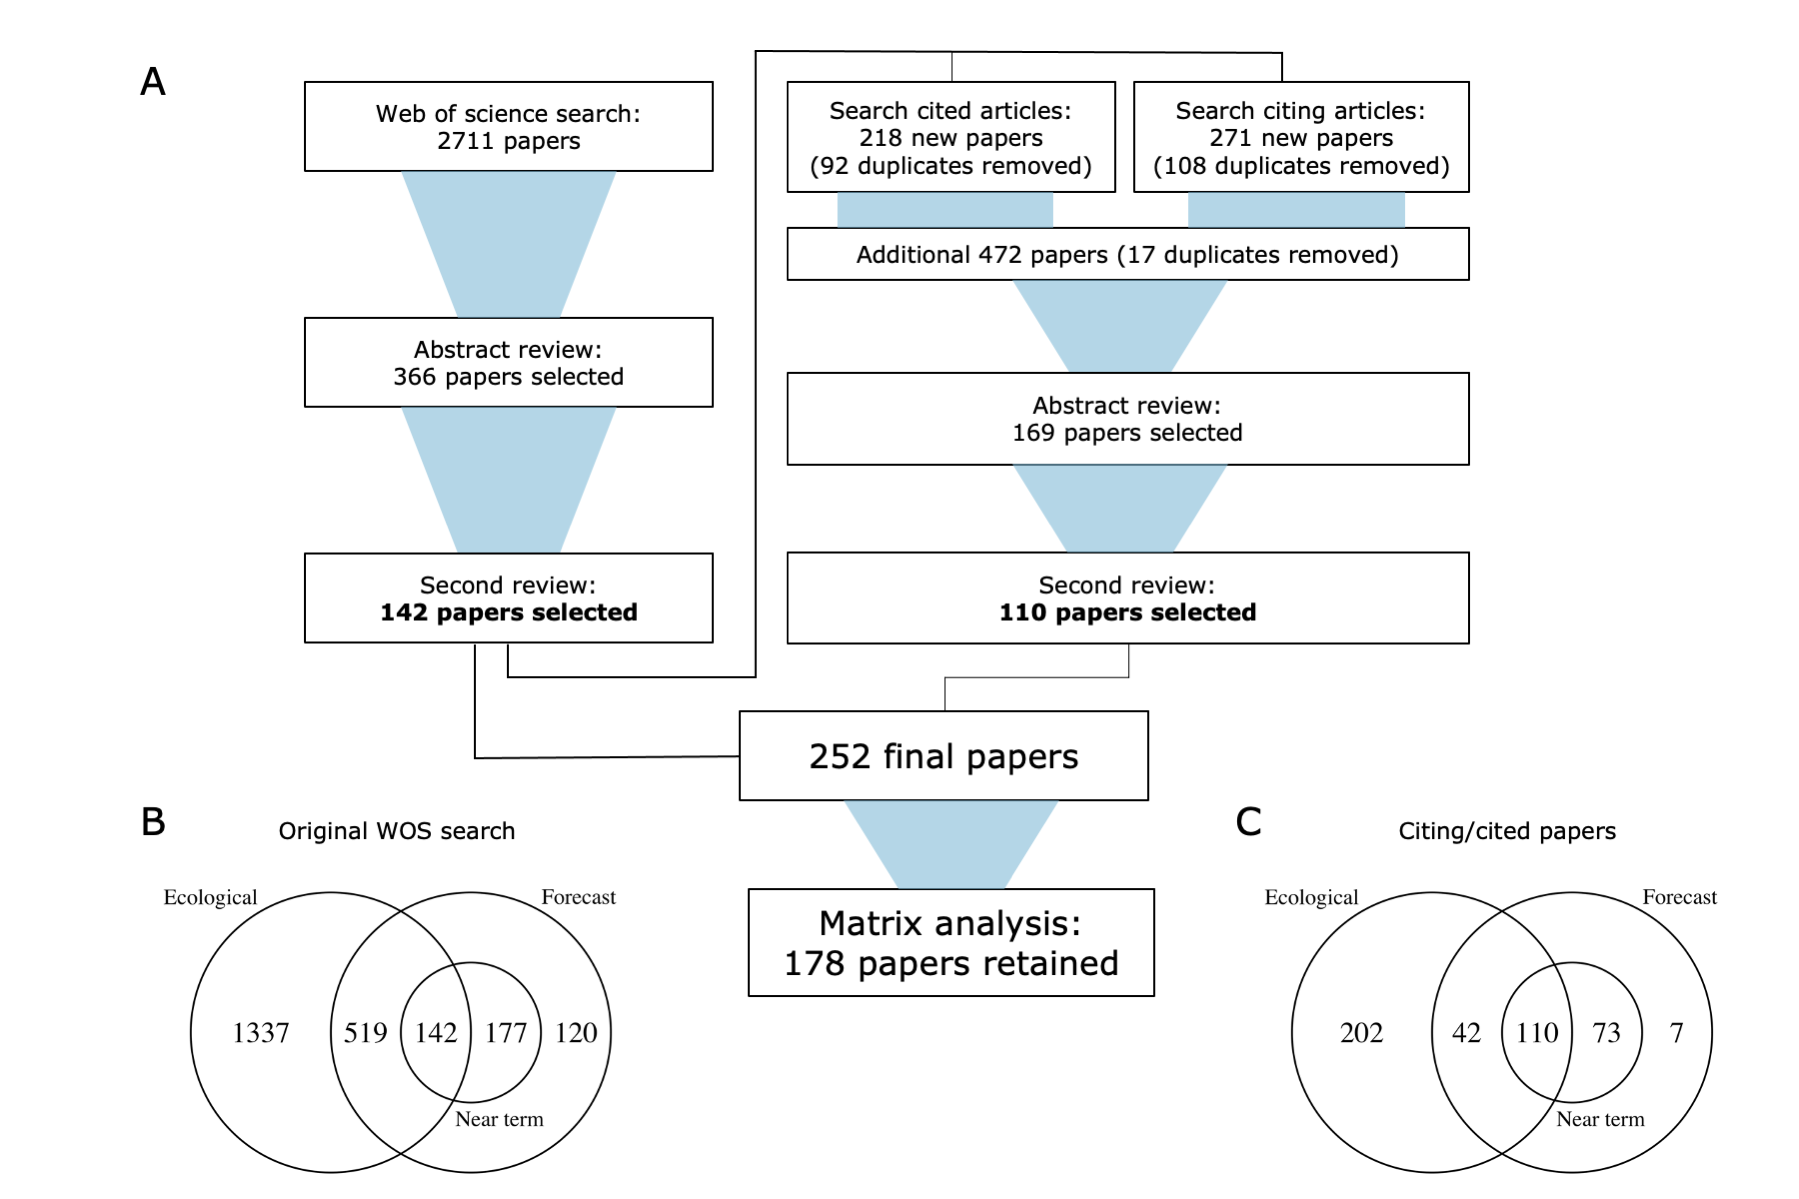 A
Web of science search:
2711 papers
Abstract review:
366 papers selected
Second review:
142 papers selected
Search cited articles:
218 new papers
(92 duplicates removed)
Search citing articles:
271 new papers
(108 duplicates removed)
Additional 472 papers (17 duplicates removed)
Abstract review:
169 papers selected
Second review:
110 papers selected
252 final papers
Matrix analysis:
178 papers retained
B
Original WOS search
Ecological
Forecast
1337 519 142 177 120
Near term
C
Citing/cited papers
Ecological
Forecast
202 42 110 73 7
Near term